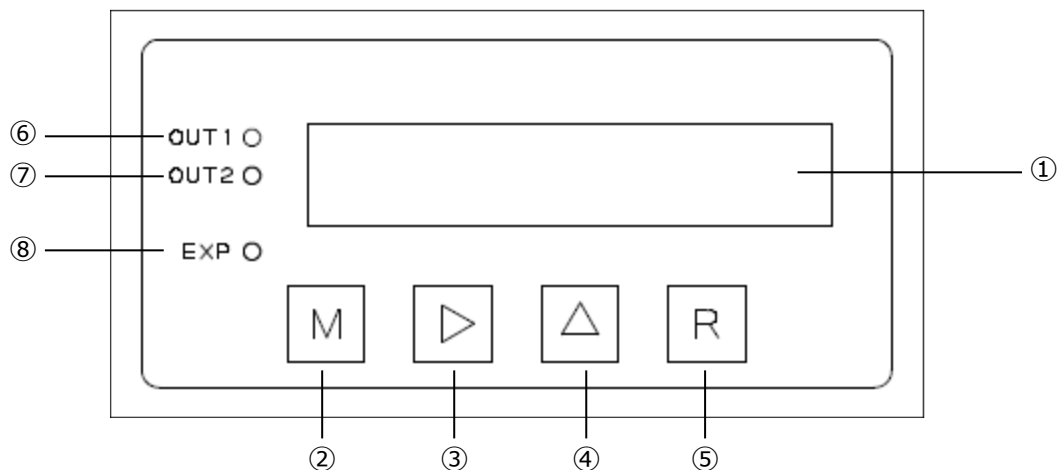 ⑥ OUT1
⑦ OUT2
①
⑧ EXP
M R
② ③ ④ ⑤